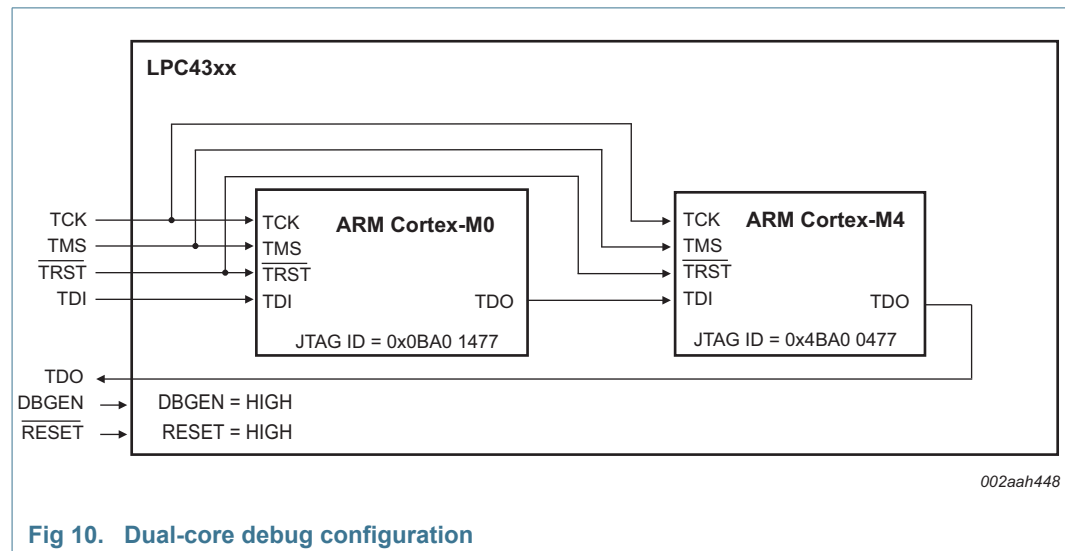 LPC43xx
TCK
TMS
TRST
TDI
TDO
DBGEN
RESET
TCK
TMS
TRST
TDI
ARM Cortex-M0
TDO
JTAG ID = 0x0BA0 1477
TCK
TMS
TRST
TDI
ARM Cortex-M4
TDO
JTAG ID = 0x4BA0 0477
DBGEN = HIGH
RESET = HIGH
002aah448
Fig 10. Dual-core debug configuration